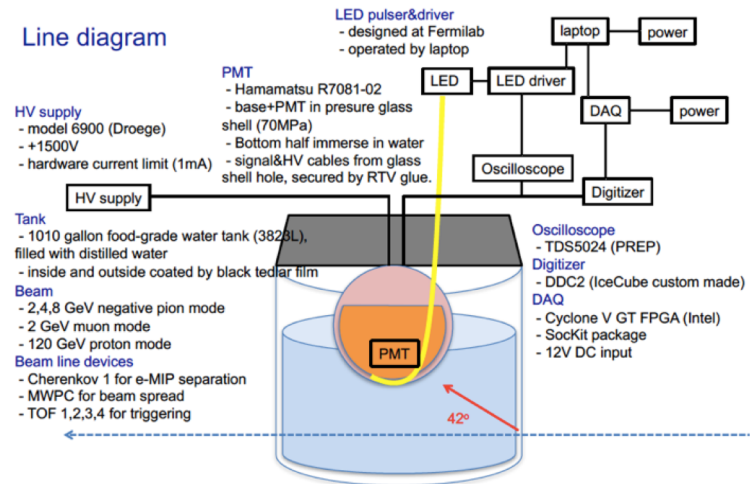 Line diagram
LED pulser&driver
- designed at Fermilab
- operated by laptop
laptop
power
PMT
- Hamamatsu R7081-02
- base+PMT in presure glass
shell (70MPa)
- Bottom half immerse in water
- signal&HV cables from glass
shell hole, secured by RTV glue.
LED
LED driver
DAQ
power
HV supply
- model 6900 (Droege)
- +1500V
- hardware current limit (1mA)
Oscilloscope
Digitizer
HV supply
Tank
- 1010 gallon food-grade water tank (3823L),
filled with distilled water
- inside and outside coated by black tedlar film
Beam
- 2,4,8 GeV negative pion mode
- 2 GeV muon mode
- 120 GeV proton mode
Beam line devices
- Cherenkov 1 for e-MIP separation
- MWPC for beam spread
- TOF 1,2,3,4 for triggering
PMT
42º
Oscilloscope
- TDS5024 (PREP)
Digitizer
- DDC2 (IceCube custom made)
DAQ
- Cyclone V GT FPGA (Intel)
- SocKit package
- 12V DC input